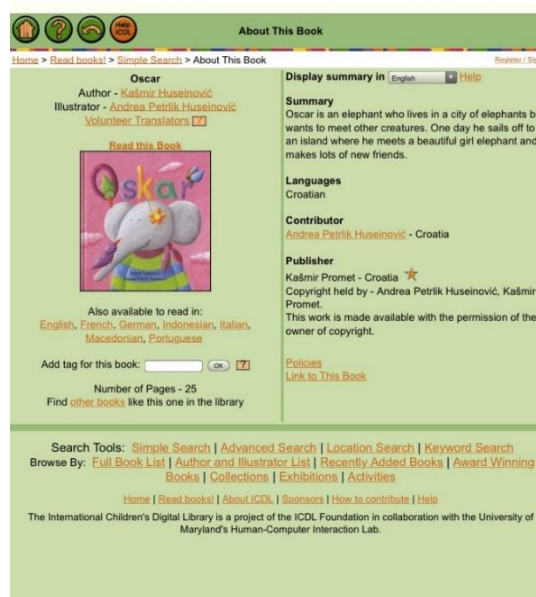 Help
ICDL
About This Book
Home > Read books! > Simple Search > About This Book
Register / Sig
Oscar
Author - Kašmir Huseinović
Illustrator - Andrea Petrlik Huseinović
Volunteer Translators [?]
Read this Book
Oskar
Also available to read in:
English, French, German, Indonesian, Italian,
Macedonian, Portuguese
Add tag for this book: OK [?]
Number of Pages - 25
Find other books like this one in the library
Display summary in English Help
Summary
Oscar is an elephant who lives in a city of elephants b
wants to meet other creatures. One day he sails off to
an island where he meets a beautiful girl elephant and
makes lots of new friends.
Languages
Croatian
Contributor
Andrea Petrlik Huseinović - Croatia
Publisher
Kašmir Promet - Croatia
Copyright held by - Andrea Petrlik Huseinović, Kašmir
Promet.
This work is made available with the permission of the
owner of copyright.
Policies
Link to This Book
Search Tools: Simple Search | Advanced Search | Location Search | Keyword Search
Browse By: Full Book List | Author and Illustrator List | Recently Added Books | Award Winning
Books | Collections | Exhibitions | Activities
Home | Read books! | About ICDL | Sponsors | How to contribute | Help
The International Children's Digital Library is a project of the ICDL Foundation in collaboration with the University of
Maryland's Human-Computer Interaction Lab.